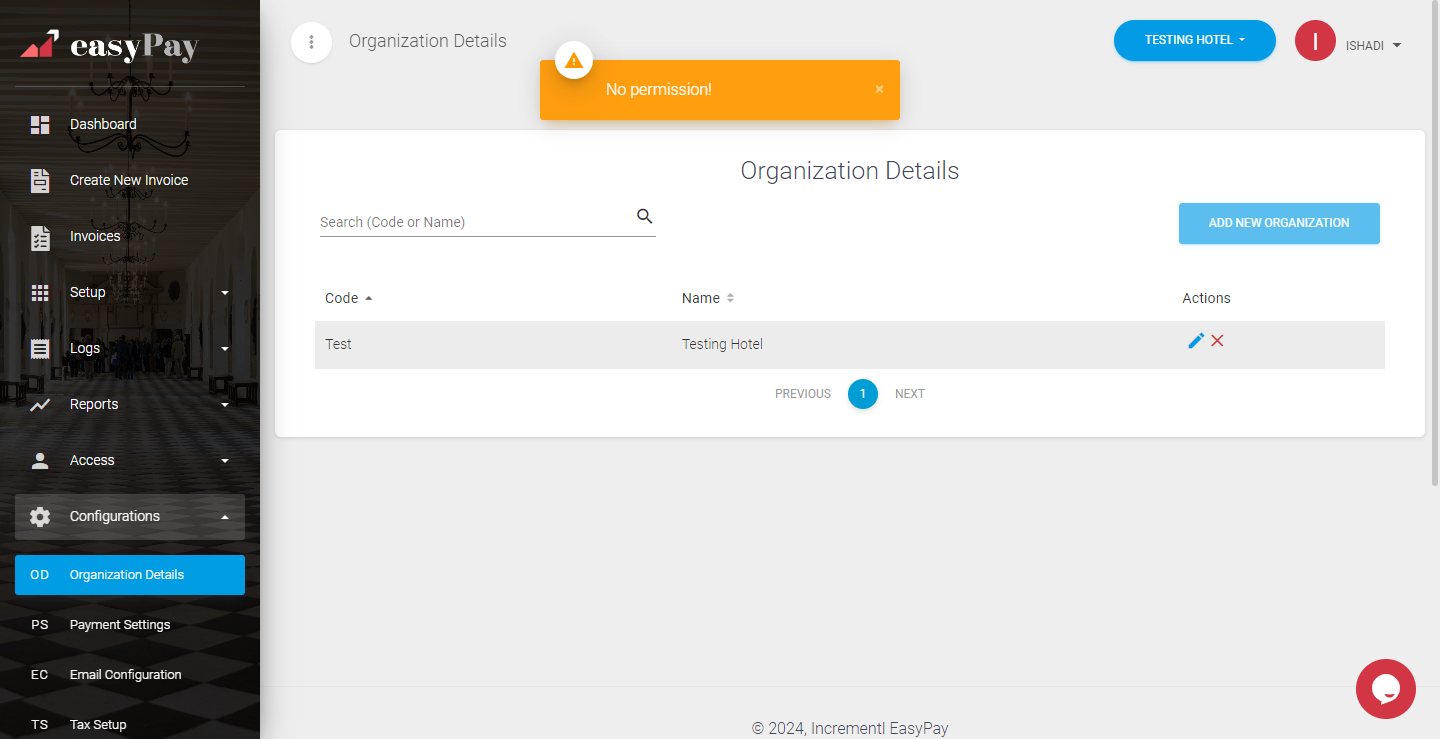 easyPay
Dashboard
Create New Invoice
Invoices
Setup
Logs
Reports
Access
Configurations
OD Organization Details
PS Payment Settings
EC Email Configuration
TS Tax Setup
Organization Details
No permission!
×
TESTING HOTEL
I
ISHADI
Organization Details
Search (Code or Name)
ADD NEW ORGANIZATION
Code Name Actions
Test Testing Hotel
PREVIOUS 1 NEXT
© 2024, Incrementl EasyPay